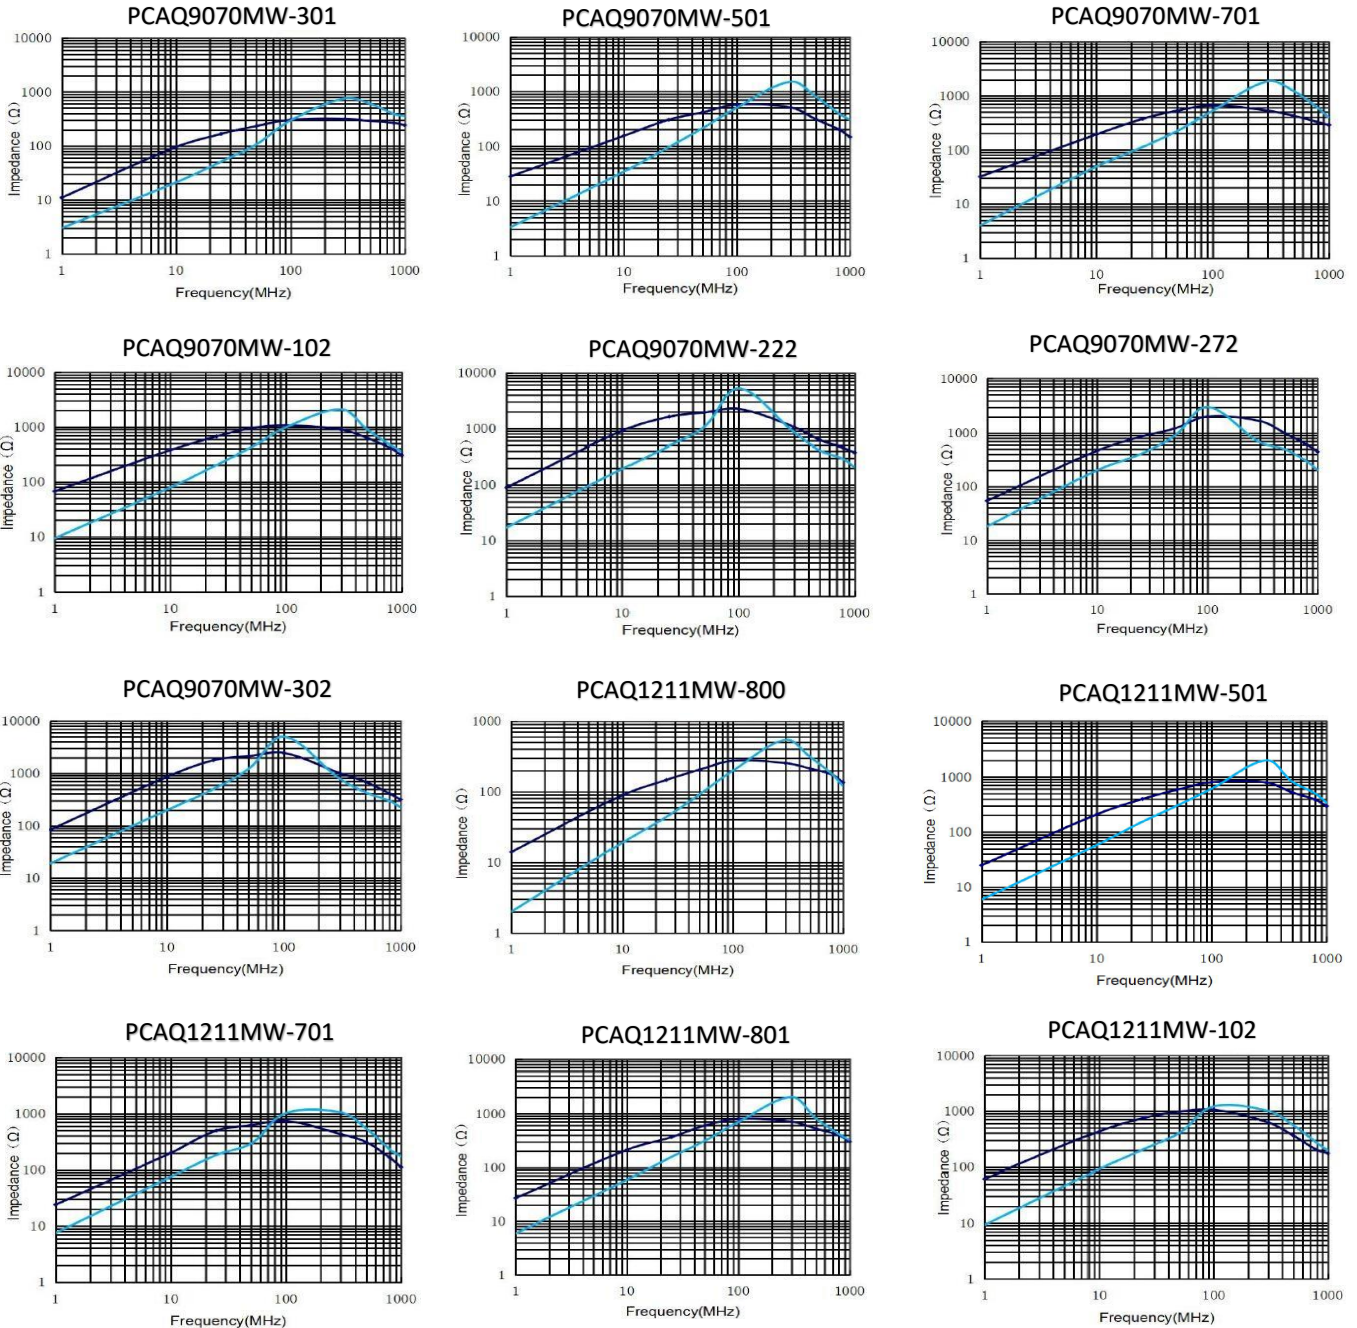 PCAQ9070MW-301
PCAQ9070MW-501
PCAQ9070MW-701
10000
1000
100
10
1
Impedance (Ω)
1 10 100 1000
Frequency(MHz)
10000
1000
100
10
1
Impedance (Ω)
1 10 100 1000
Frequency(MHz)
10000
1000
100
10
1
Impedance (Ω)
1 10 100 1000
Frequency(MHz)
PCAQ9070MW-102
PCAQ9070MW-222
PCAQ9070MW-272
10000
1000
100
10
1
Impedance (Ω)
1 10 100 1000
Frequency(MHz)
10000
1000
100
10
1
Impedance (Ω)
1 10 100 1000
Frequency(MHz)
10000
1000
100
10
1
Impedance (Ω)
1 10 100 1000
Frequency(MHz)
PCAQ9070MW-302
PCAQ1211MW-800
PCAQ1211MW-501
10000
1000
100
10
1
Impedance (Ω)
1 10 100 1000
Frequency(MHz)
1000
100
10
1
Impedance (Ω)
1 10 100 1000
Frequency(MHz)
10000
1000
100
10
1
Impedance (Ω)
1 10 100 1000
Frequency(MHz)
PCAQ1211MW-701
PCAQ1211MW-801
PCAQ1211MW-102
10000
1000
100
10
1
Impedance (Ω)
1 10 100 1000
Frequency(MHz)
10000
1000
100
10
1
Impedance (Ω)
1 10 100 1000
Frequency(MHz)
10000
1000
100
10
1
Impedance (Ω)
1 10 100 1000
Frequency(MHz)